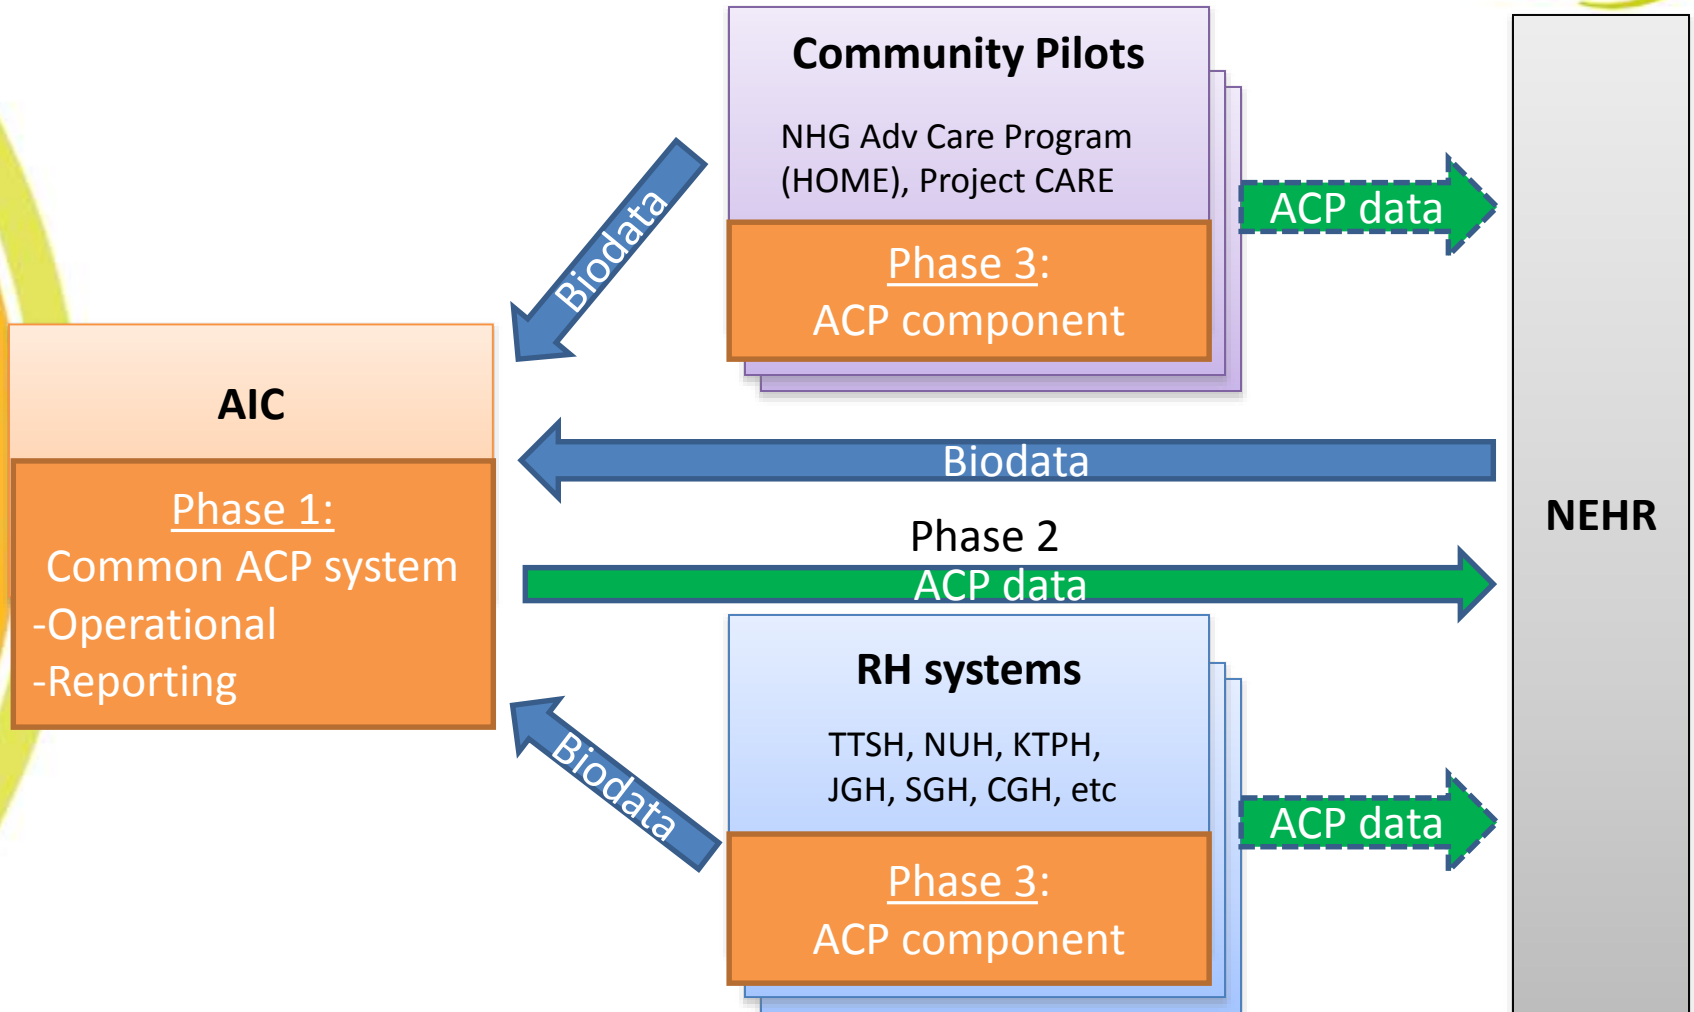 Community Pilots
NHG Adv Care Program
(HOME), Project CARE
Phase 3:
ACP component
ACP data
Biodata
AIC
Phase 1:
Common ACP system
-Operational
-Reporting
Biodata
Phase 2
ACP data
NEHR
RH systems
TTSH, NUH, KTPH,
JGH, SGH, CGH, etc
Phase 3:
ACP component
Biodata
ACP data